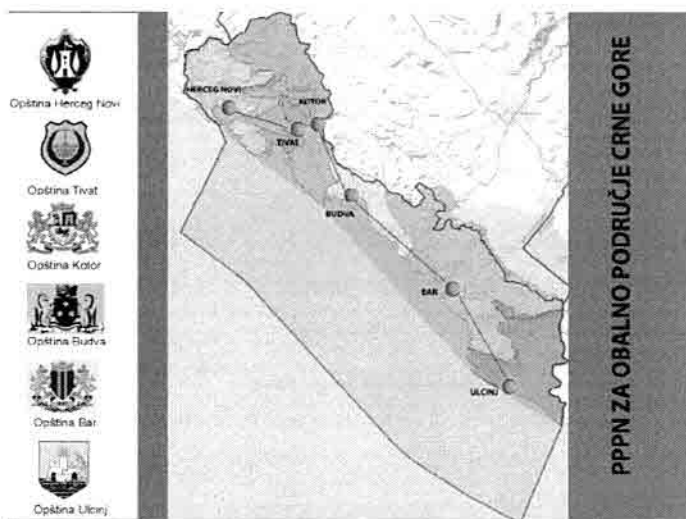 Opština Herceg Novi
Opština Tivat
Opština Kotor
Opština Budva
Opština Bar
Opština Ulcinj
HERCEG NOVI
KOTOR
TIVAT
BUDVA
BAR
ULCINJ
PPPN ZA OBALNO PODRUČJE CRNE GORE